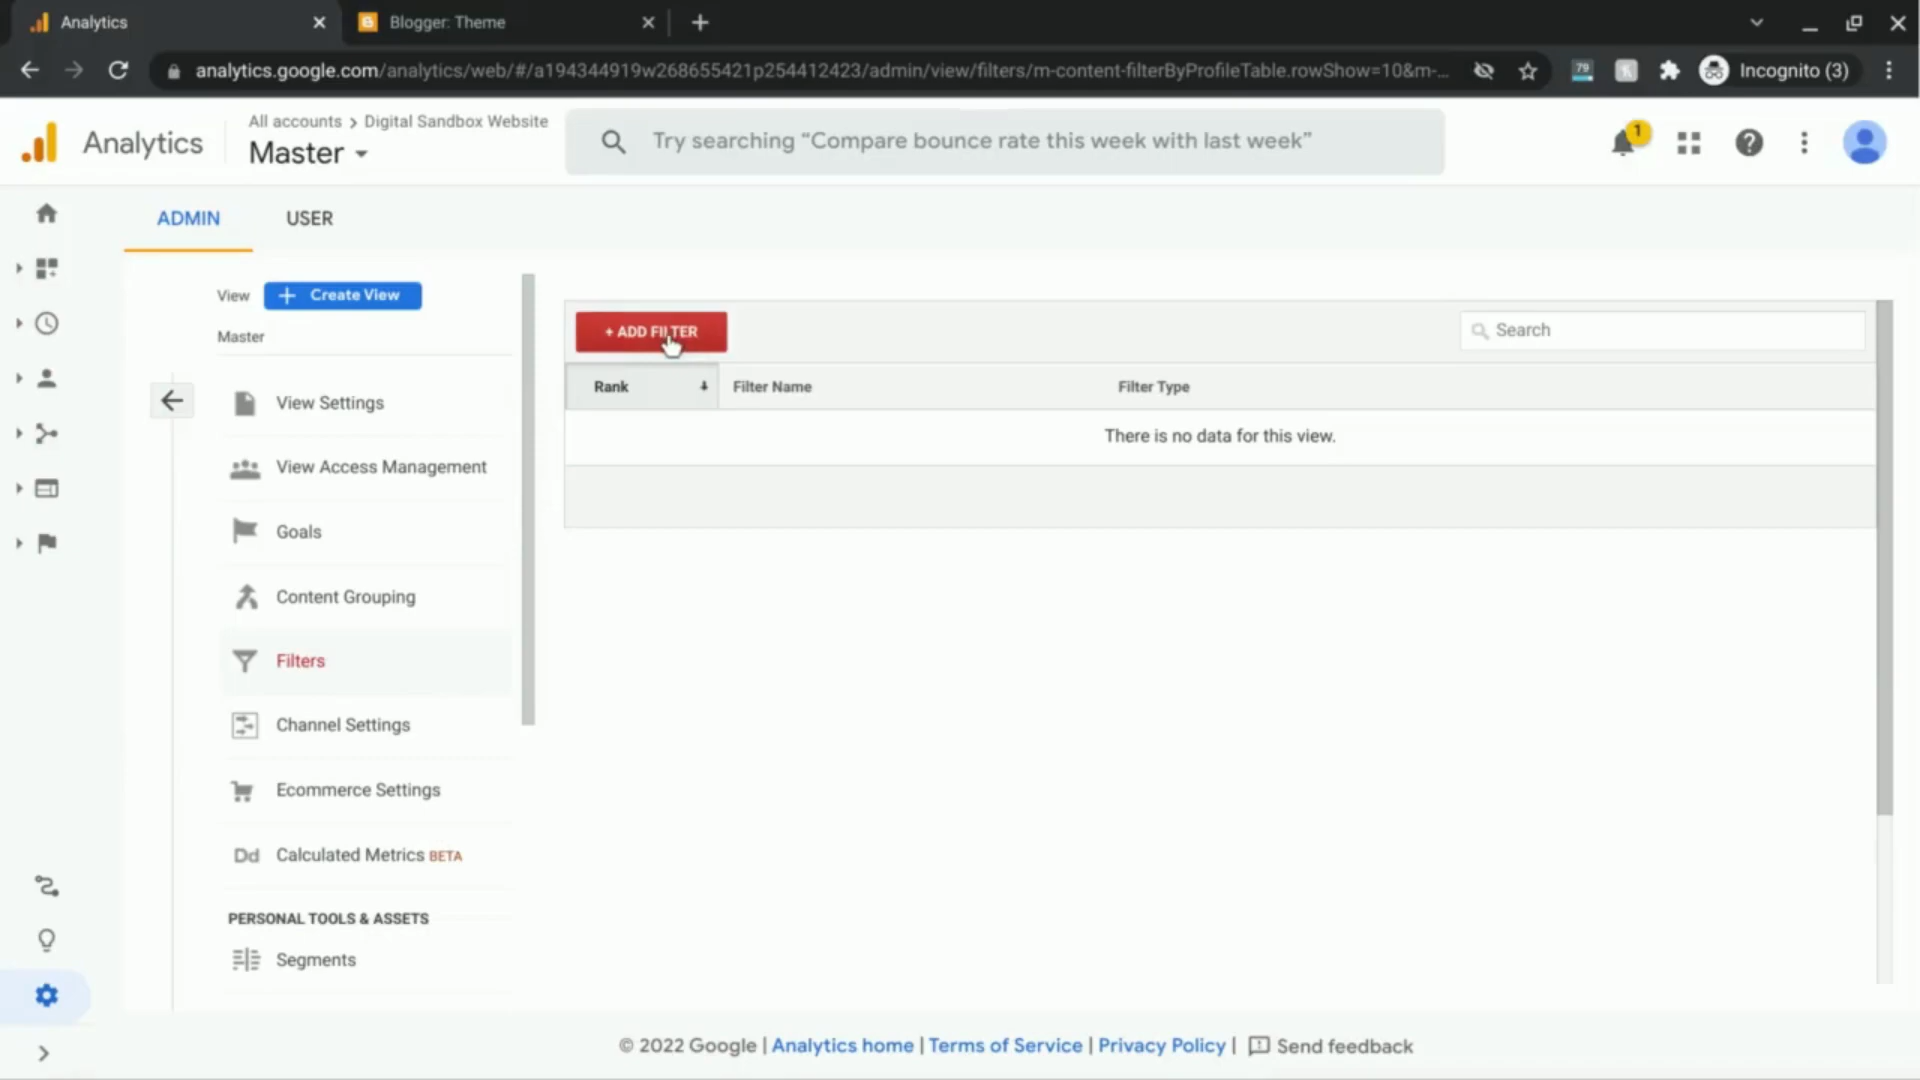 Analytics
Blogger: Theme
analytics.google.com/analytics/web/#/a194344919w268655421p254412423/admin/view/filters/m-content-filterByProfileTable.rowShow=10&m-...
79
Incognito (3)
Analytics
All accounts > Digital Sandbox Website
Master
Try searching “Compare bounce rate this week with last week”
1
ADMIN
USER
View
+ Create View
Master
+ ADD FILTER
Search
Rank
Filter Name
Filter Type
There is no data for this view.
View Settings
View Access Management
Goals
Content Grouping
Filters
Channel Settings
Ecommerce Settings
Dd Calculated Metrics BETA
PERSONAL TOOLS & ASSETS
Segments
© 2022 Google | Analytics home | Terms of Service | Privacy Policy | Send feedback